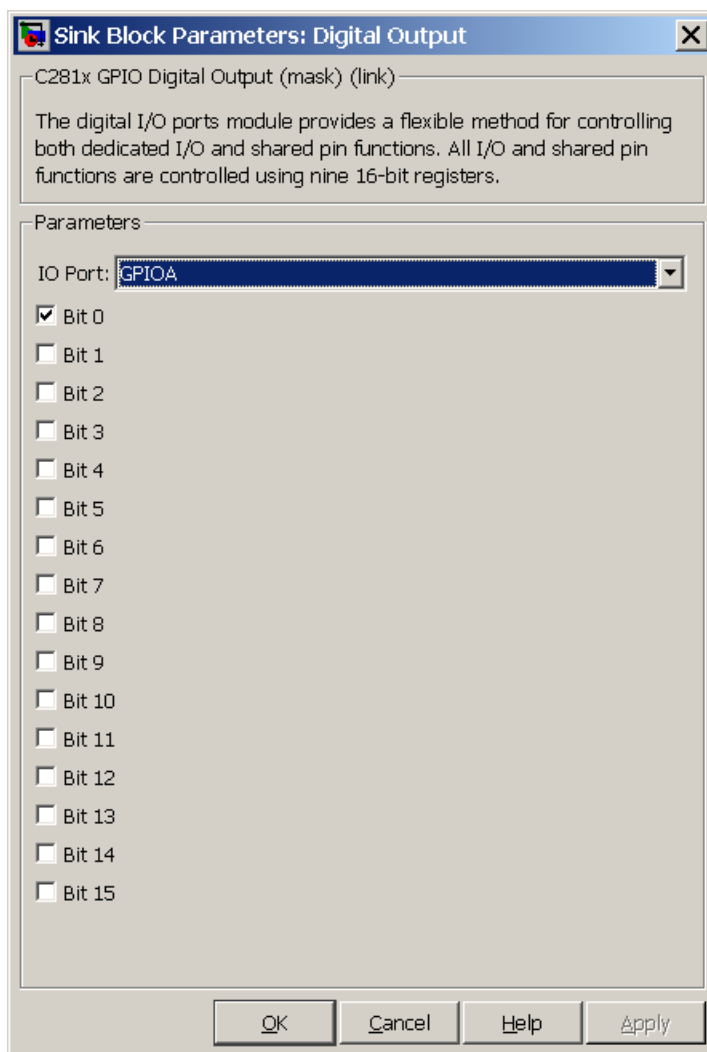 Sink Block Parameters: Digital Output
C281x GPIO Digital Output (mask) (link)
The digital I/O ports module provides a flexible method for controlling
both dedicated I/O and shared pin functions. All I/O and shared pin
functions are controlled using nine 16-bit registers.
Parameters
IO Port: GPIOA
Bit 0
Bit 1
Bit 2
Bit 3
Bit 4
Bit 5
Bit 6
Bit 7
Bit 8
Bit 9
Bit 10
Bit 11
Bit 12
Bit 13
Bit 14
Bit 15
OK Cancel Help Apply